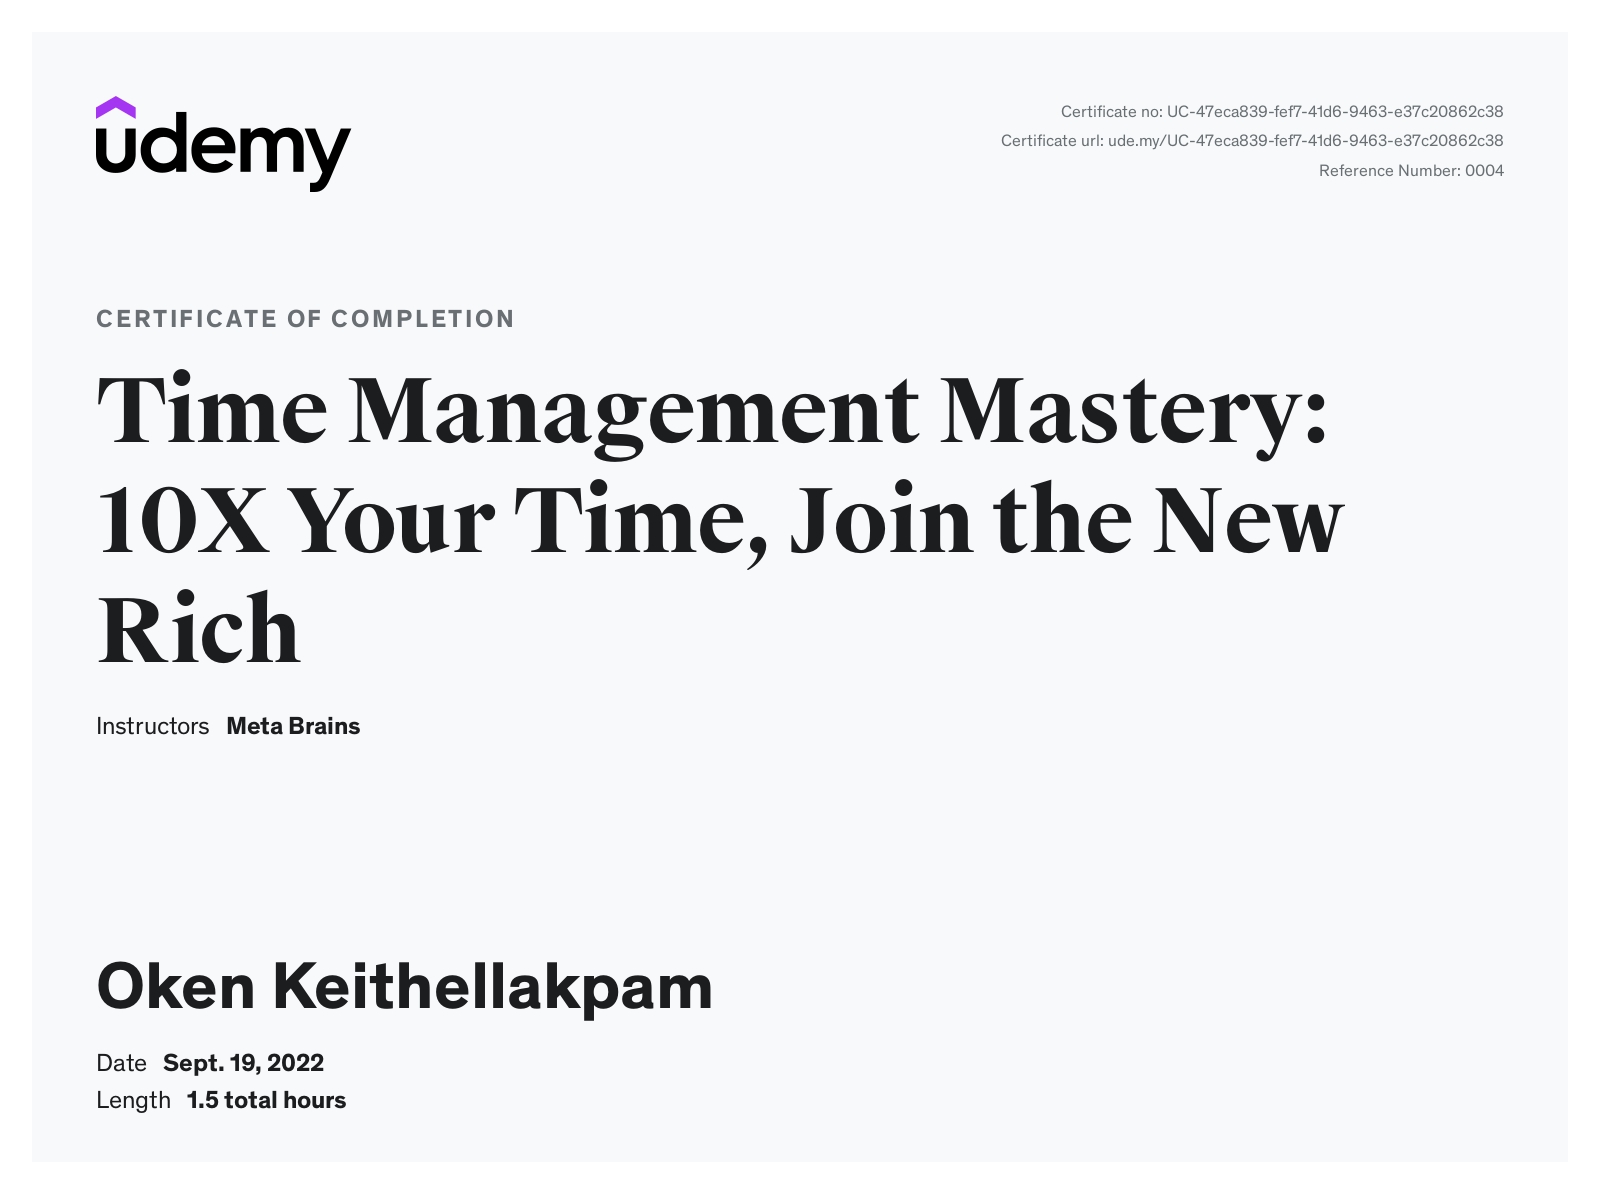 udemy
Certificate no: UC-47eca839-fef7-41d6-9463-e37c20862c38
Certificate url: ude.my/UC-47eca839-fef7-41d6-9463-e37c20862c38
Reference Number: 0004
CERTIFICATE OF COMPLETION
Time Management Mastery:
10X Your Time, Join the New
Rich
Instructors Meta Brains
Oken Keithellakpam
Date Sept. 19, 2022
Length 1.5 total hours